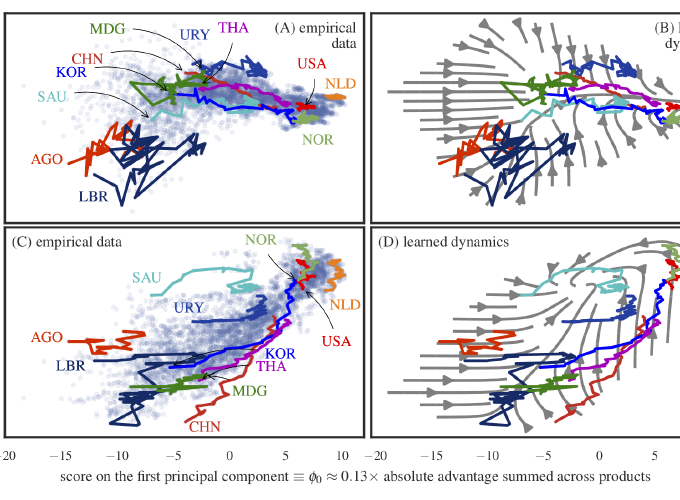 (A) empirical
data
MDG
URY
THA
CHN
KOR
USA
SAU
NLD
NOR
AGO
LBR
(B)
dy
(C) empirical data
NOR
SAU
URY
NLD
AGO
USA
LBR
KOR
THA
MDG
CHN
(D) learned dynamics
−20 −15 −10 −5 0 5 10 −20 −15 −10 −5 0 5
score on the first principal component ≡ ϕ₀ ≈ 0.13× absolute advantage summed across products